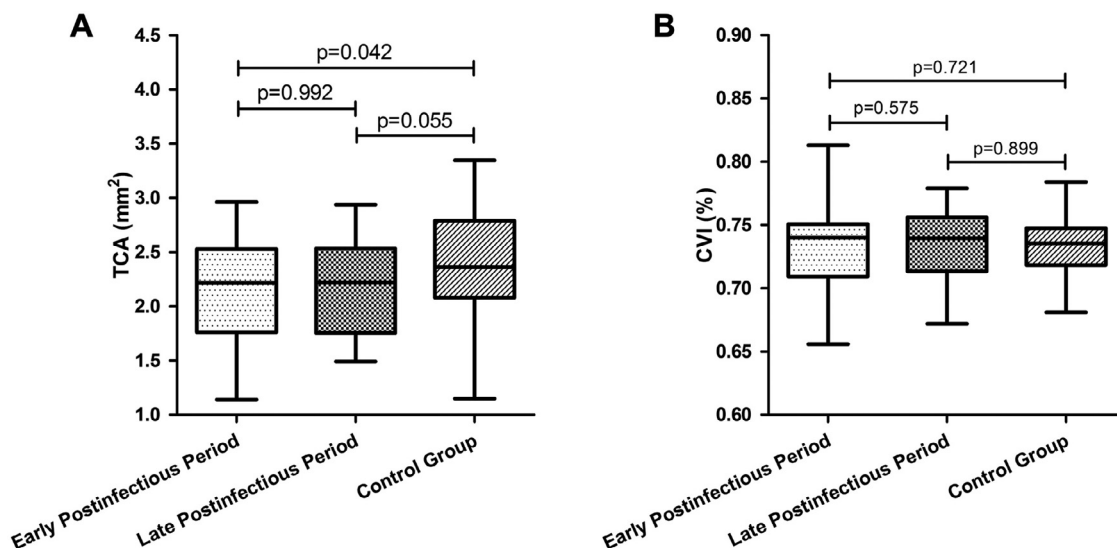 A
TCA (mm²)
4.5
4.0
3.5
3.0
2.5
2.0
1.5
1.0
p=0.042
p=0.992
p=0.055
Early Postinfectious Period
Late Postinfectious Period
Control Group
B
CVI (%)
0.90
0.85
0.80
0.75
0.70
0.65
0.60
p=0.721
p=0.575
p=0.899
Early Postinfectious Period
Late Postinfectious Period
Control Group